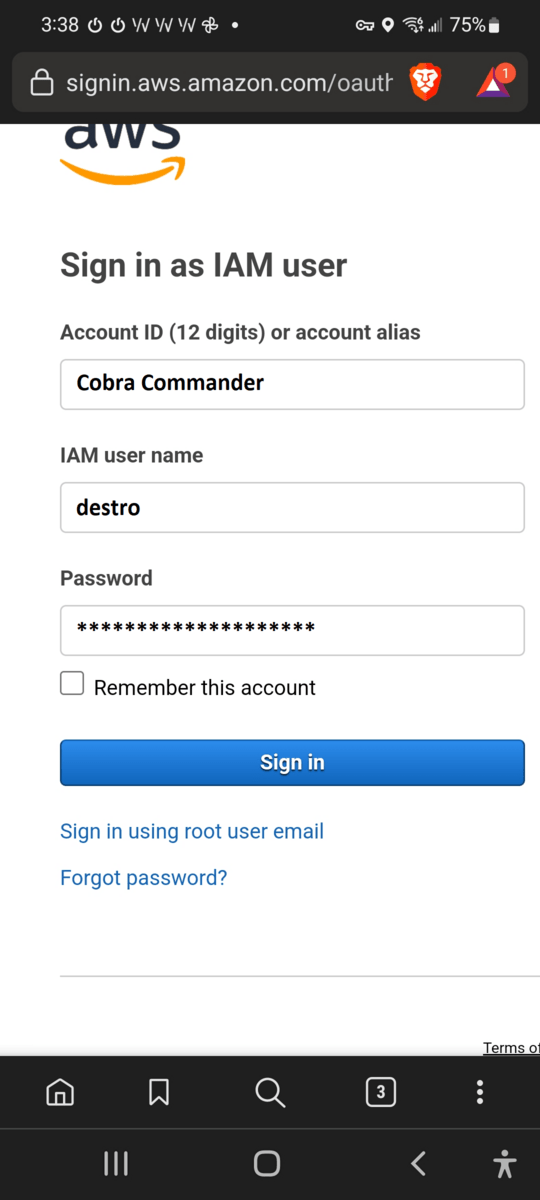 3:38 75%
signin.aws.amazon.com/oauth
1
aws
Sign in as IAM user
Account ID (12 digits) or account alias
Cobra Commander
IAM user name
destro
Password
********************
Remember this account
Sign in
Sign in using root user email
Forgot password?
Terms of
3